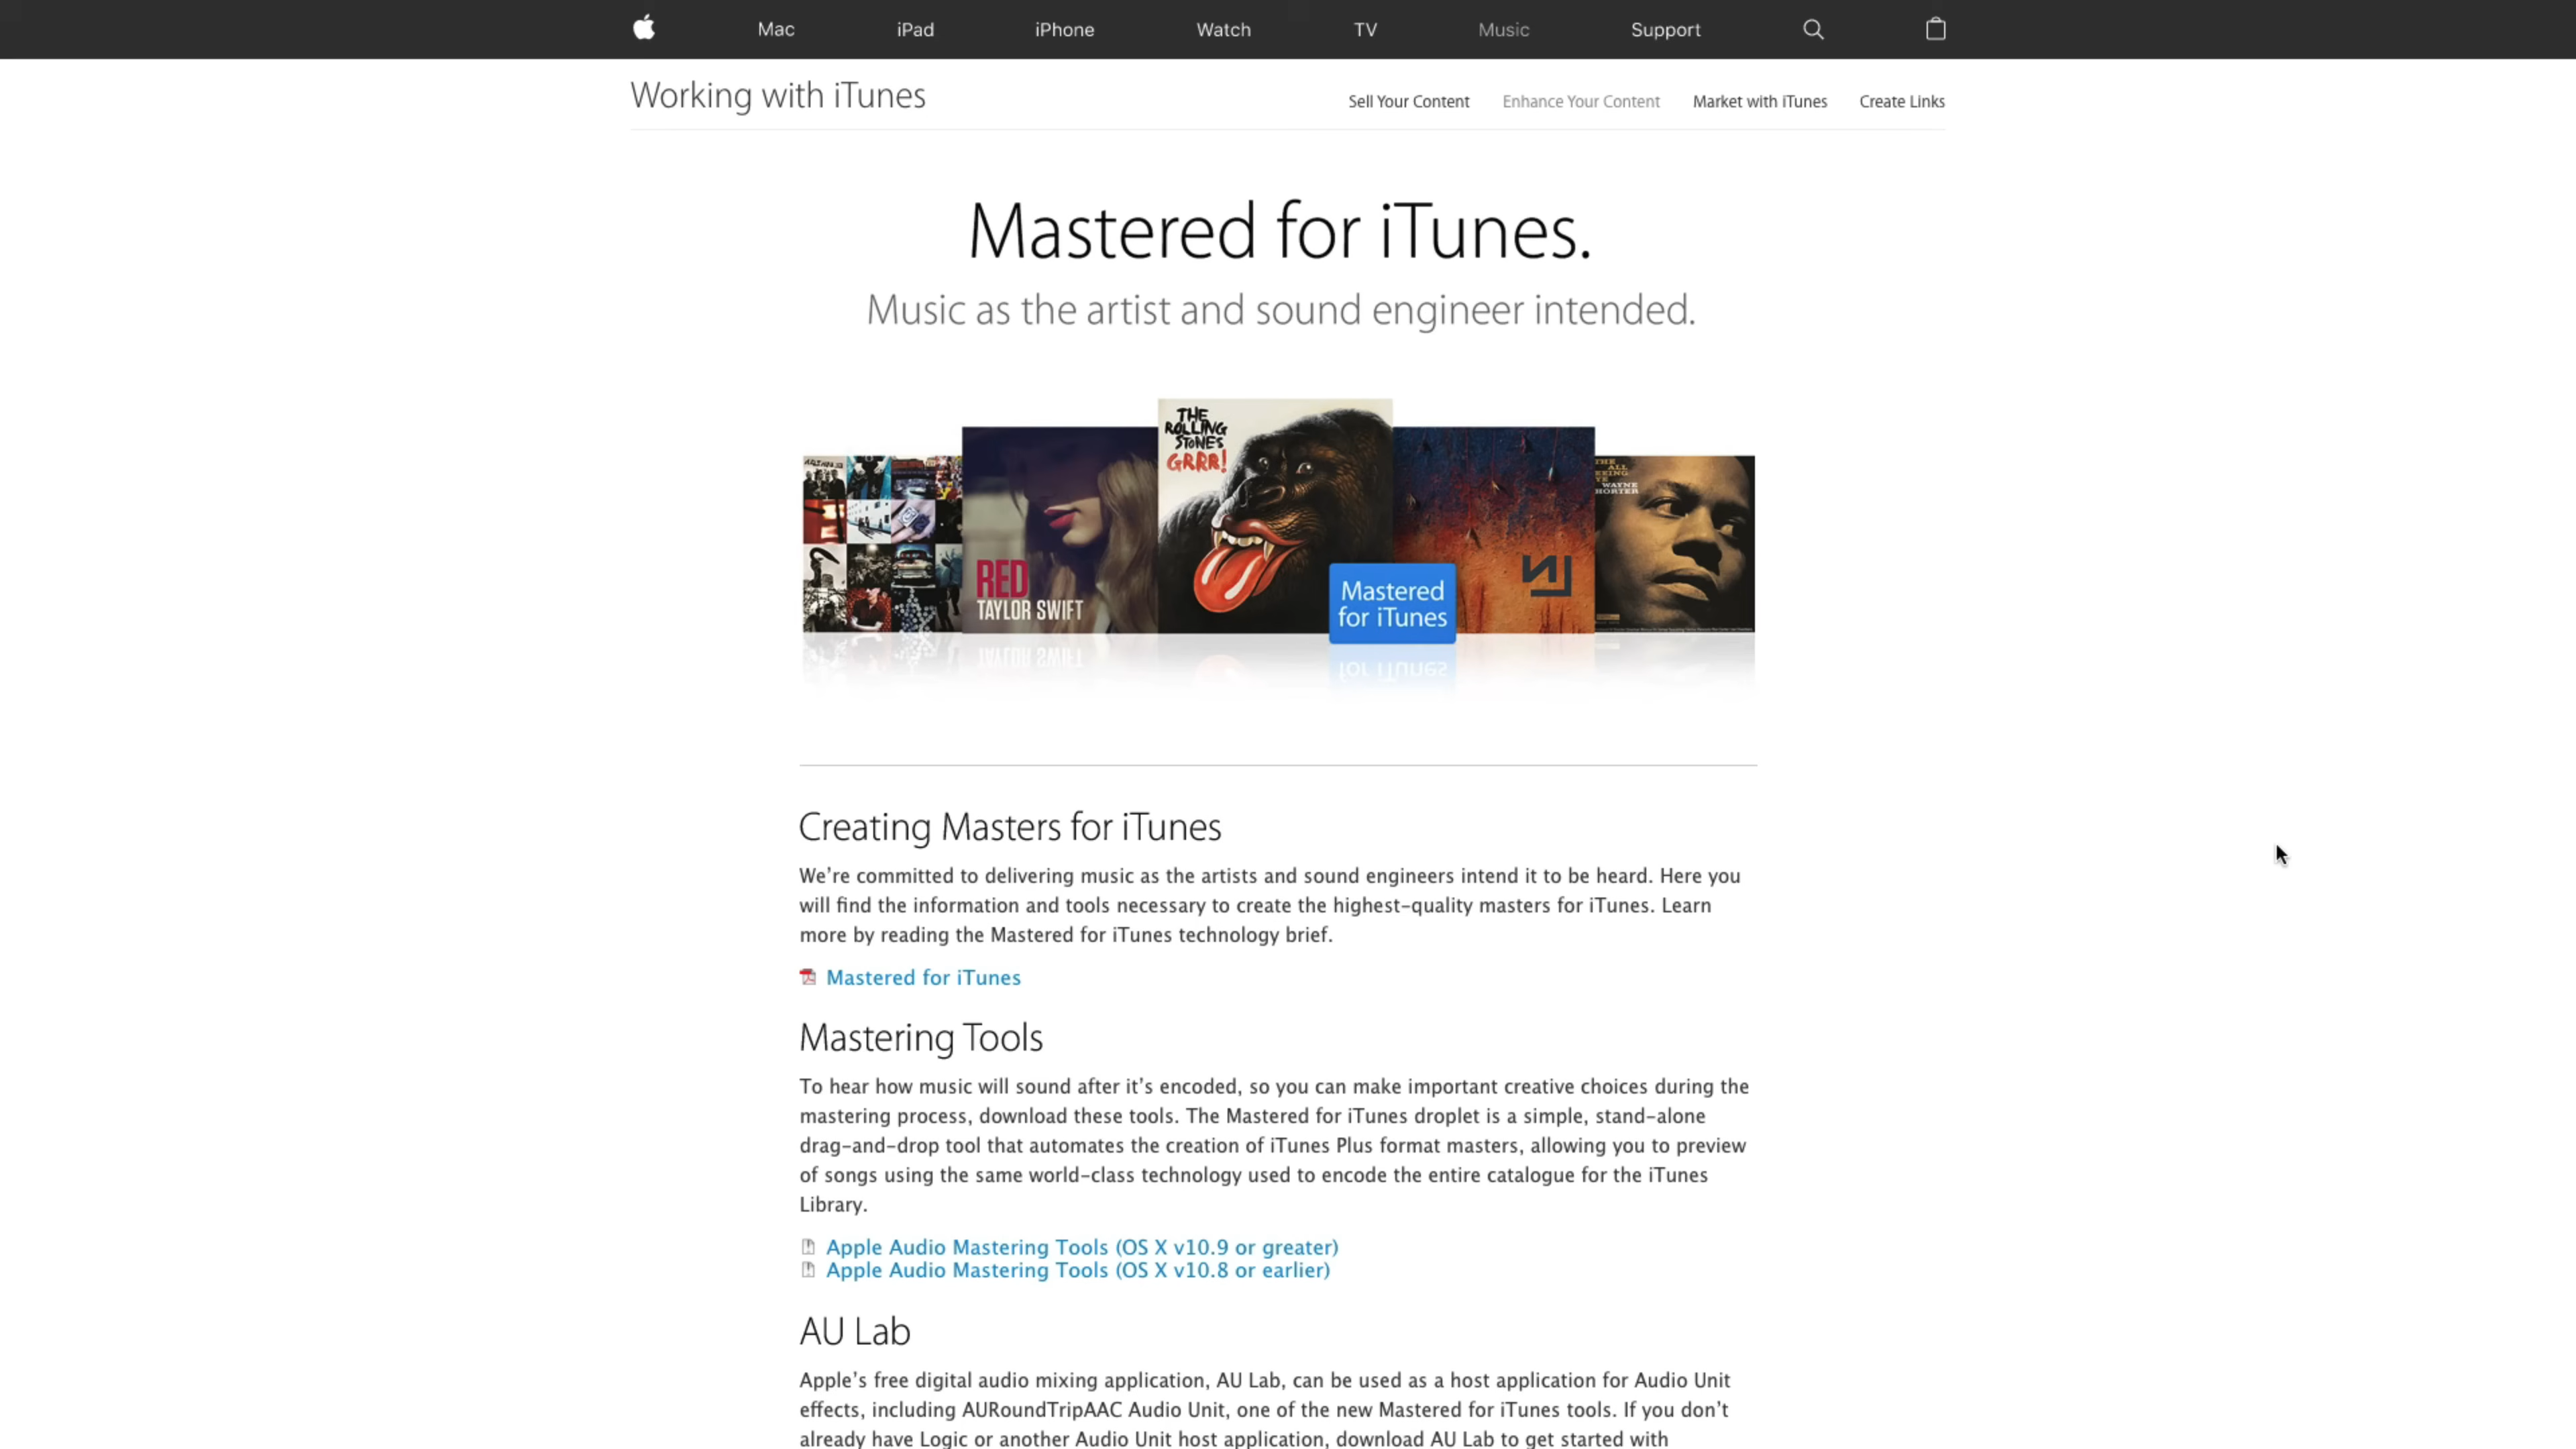 Mac iPad iPhone Watch TV Music Support
Working with iTunes
Sell Your Content Enhance Your Content Market with iTunes Create Links
Mastered for iTunes.
Music as the artist and sound engineer intended.
THE
ROLLING
STONES
GRRR!
RED
TAYLOR SWIFT
Mastered
for iTunes
THE
ALL
WAYNE
Creating Masters for iTunes
We're committed to delivering music as the artists and sound engineers intend it to be heard. Here you
will find the information and tools necessary to create the highest-quality masters for iTunes. Learn
more by reading the Mastered for iTunes technology brief.
Mastered for iTunes
Mastering Tools
To hear how music will sound after it's encoded, so you can make important creative choices during the
mastering process, download these tools. The Mastered for iTunes droplet is a simple, stand-alone
drag-and-drop tool that automates the creation of iTunes Plus format masters, allowing you to preview
of songs using the same world-class technology used to encode the entire catalogue for the iTunes
Library.
Apple Audio Mastering Tools (OS X v10.9 or greater)
Apple Audio Mastering Tools (OS X v10.8 or earlier)
AU Lab
Apple's free digital audio mixing application, AU Lab, can be used as a host application for Audio Unit
effects, including AURoundTripAAC Audio Unit, one of the new Mastered for iTunes tools. If you don't
already have Logic or another Audio Unit host application, download AU Lab to get started with